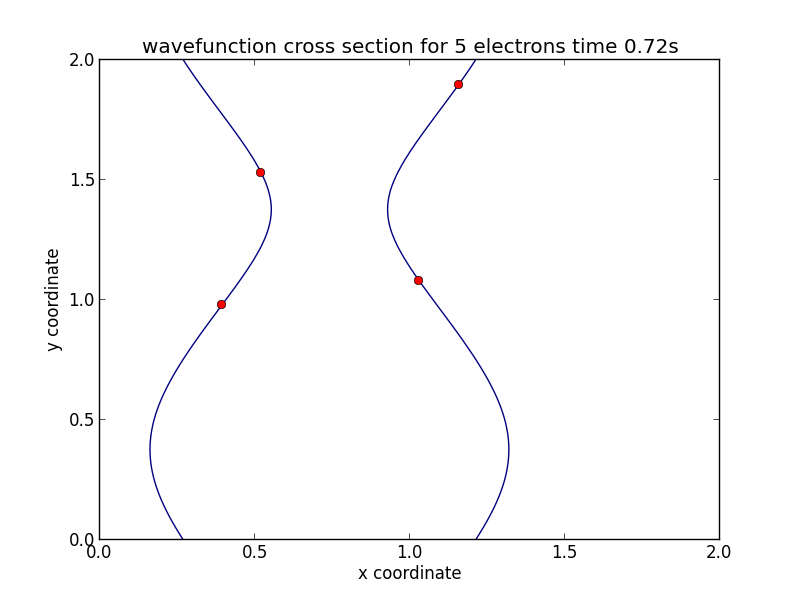 wavefunction cross section for 5 electrons time 0.72s
2.0
1.5
1.0
0.5
0.0
y coordinate
0.0 0.5 1.0 1.5 2.0
x coordinate